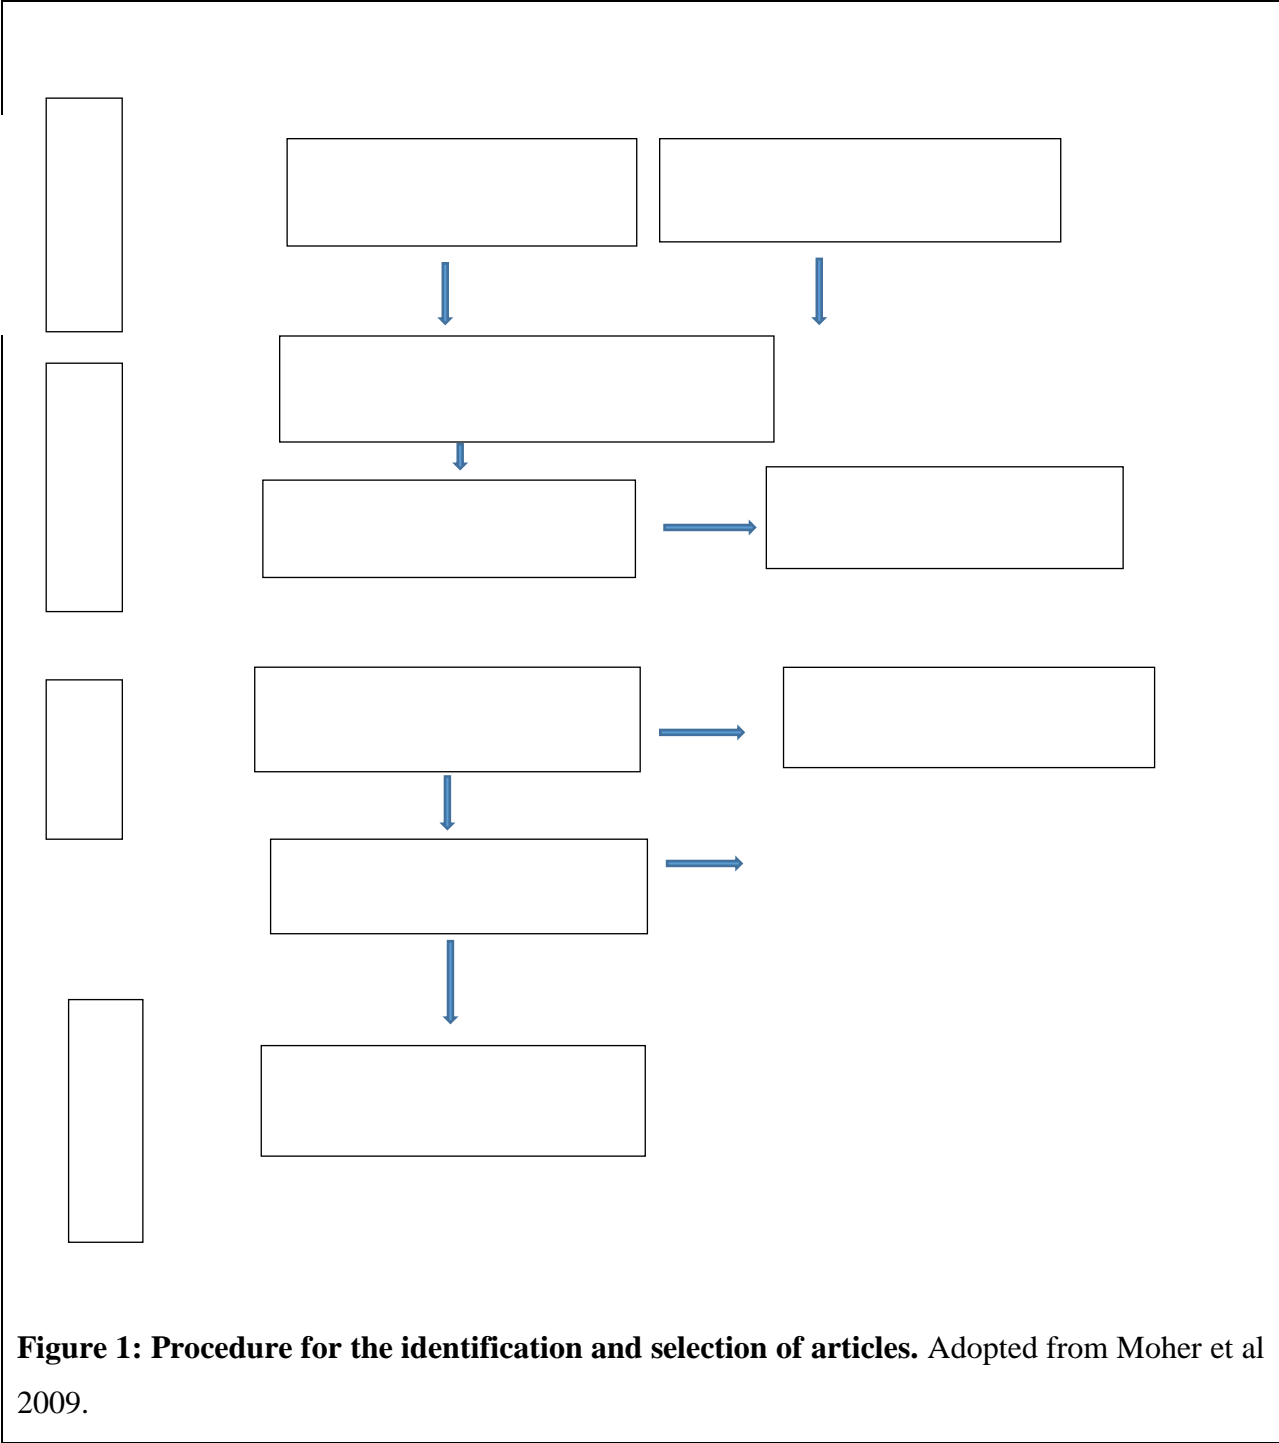 Figure 1: Procedure for the identification and selection of articles. Adopted from Moher et al
2009.